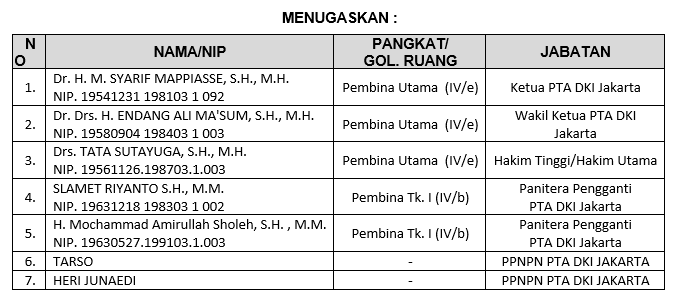 MENUGASKAN :
N
O
NAMA/NIP
PANGKAT/
GOL. RUANG
JABATAN
1.
Dr. H. M. SYARIF MAPPIASSE, S.H., M.H.
NIP. 19541231 198103 1 092
Pembina Utama (IV/e)
Ketua PTA DKI Jakarta
2.
Dr. Drs. H. ENDANG ALI MA'SUM, S.H., M.H.
NIP. 19580904 198403 1 003
Pembina Utama (IV/e)
Wakil Ketua PTA DKI
Jakarta
3.
Drs. TATA SUTAYUGA, S.H., M.H.
NIP. 19561126.198703.1.003
Pembina Utama (IV/e)
Hakim Tinggi/Hakim Utama
4.
SLAMET RIYANTO S.H., M.M.
NIP. 19631218 198303 1 002
Pembina Tk. I (IV/b)
Panitera Pengganti
PTA DKI Jakarta
5.
H. Mochammad Amirullah Sholeh, S.H. , M.M.
NIP. 19630527.199103.1.003
Pembina Tk. I (IV/b)
Panitera Pengganti
PTA DKI Jakarta
6.
TARSO
-
PPNPN PTA DKI JAKARTA
7.
HERI JUNAEDI
-
PPNPN PTA DKI JAKARTA